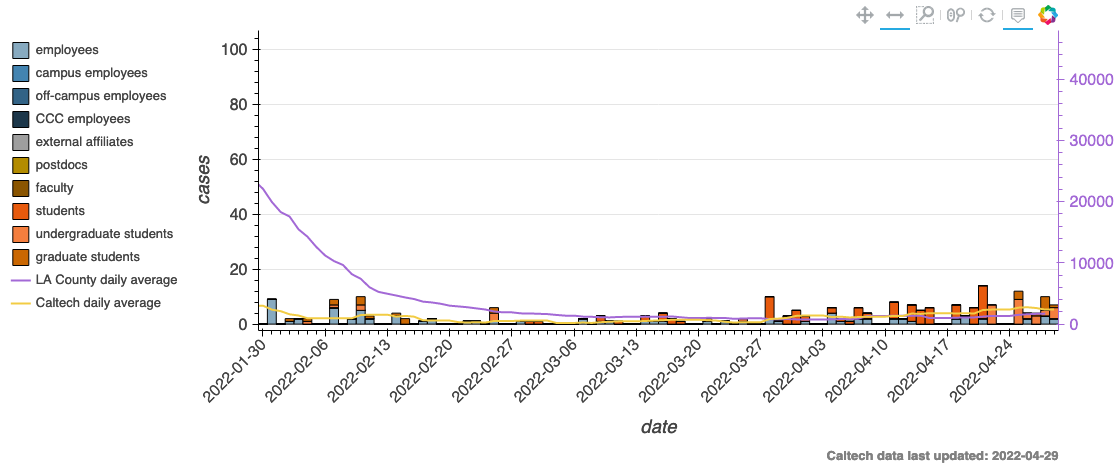 employees
campus employees
off-campus employees
CCC employees
external affiliates
postdocs
faculty
students
undergraduate students
graduate students
LA County daily average
Caltech daily average
cases
100
80
60
40
20
0
40000
30000
20000
10000
0
2022-01-30
2022-02-06
2022-02-13
2022-02-20
2022-02-27
2022-03-06
2022-03-13
2022-03-20
2022-03-27
2022-04-03
2022-04-10
2022-04-17
2022-04-24
date
Caltech data last updated: 2022-04-29